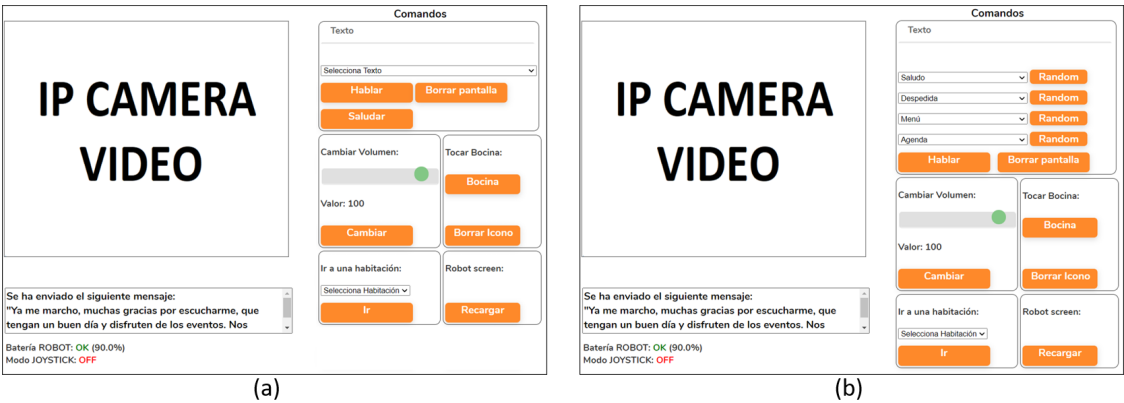 Comandos
Texto
IP CAMERA
VIDEO
Selecciona Texto
Hablar
Borrar pantalla
Saludar
Cambiar Volumen:
Tocar Bocina:
Bocina
Valor: 100
Cambiar
Borrar Icono
Ir a una habitación:
Robot screen:
Selecciona Habitación
Ir
Recargar
Se ha enviado el siguiente mensaje:
"Ya me marcho, muchas gracias por escucharme, que
tengan un buen día y disfruten de los eventos. Nos
Batería ROBOT: OK (90.0%)
Modo JOYSTICK: OFF
(a)
Comandos
Texto
IP CAMERA
VIDEO
Saludo
Random
Despedida
Random
Menú
Random
Agenda
Random
Hablar
Borrar pantalla
Cambiar Volumen:
Tocar Bocina:
Bocina
Valor: 100
Cambiar
Borrar Icono
Ir a una habitación:
Robot screen:
Selecciona Habitación
Ir
Recargar
Se ha enviado el siguiente mensaje:
"Ya me marcho, muchas gracias por escucharme, que
tengan un buen día y disfruten de los eventos. Nos
Batería ROBOT: OK (90.0%)
Modo JOYSTICK: OFF
(b)